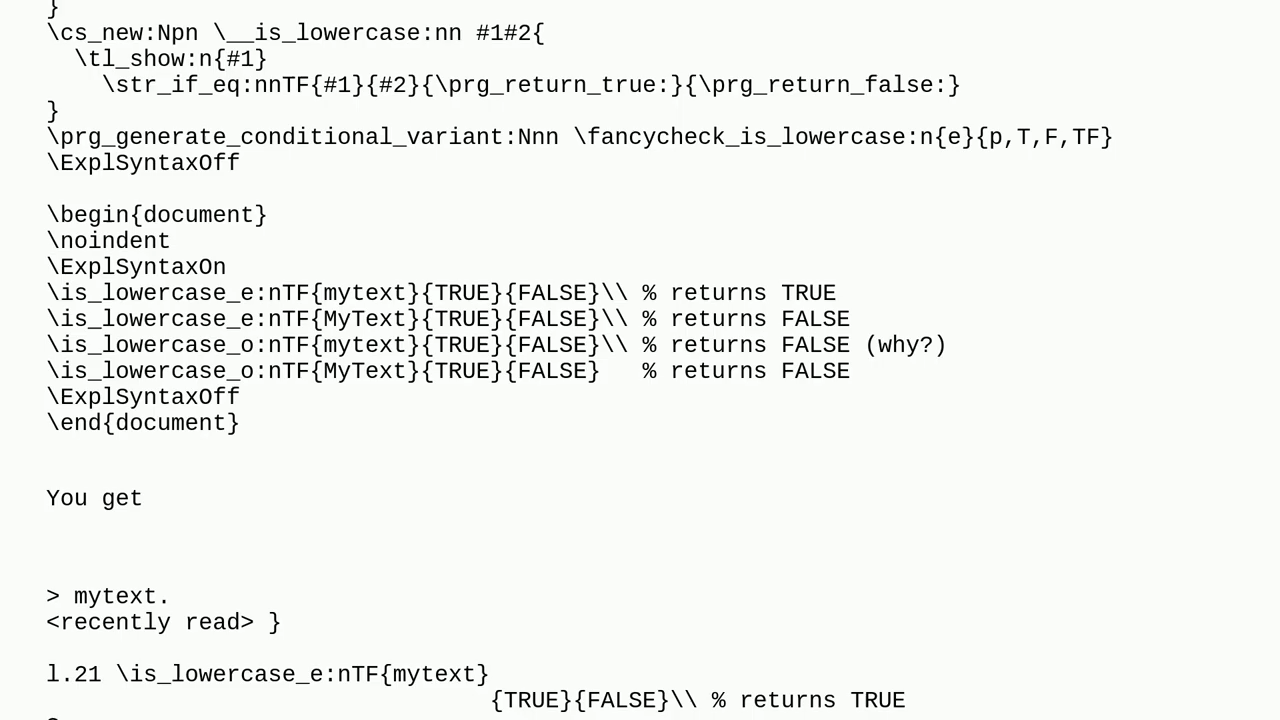 }
\cs_new:Npn \__is_lowercase:nn #1#2{
  \tl_show:n{#1}
    \str_if_eq:nnTF{#1}{#2}{\prg_return_true:}{\prg_return_false:}
}
\prg_generate_conditional_variant:Nnn \fancycheck_is_lowercase:n{e}{p,T,F,TF}
\ExplSyntaxOff

\begin{document}
\noindent
\ExplSyntaxOn
\is_lowercase_e:nTF{mytext}{TRUE}{FALSE}\\ % returns TRUE
\is_lowercase_e:nTF{MyText}{TRUE}{FALSE}\\ % returns FALSE
\is_lowercase_o:nTF{mytext}{TRUE}{FALSE}\\ % returns FALSE (why?)
\is_lowercase_o:nTF{MyText}{TRUE}{FALSE}   % returns FALSE
\ExplSyntaxOff
\end{document}

You get

> mytext.
<recently read> }

l.21 \is_lowercase_e:nTF{mytext}
                                {TRUE}{FALSE}\\ % returns TRUE